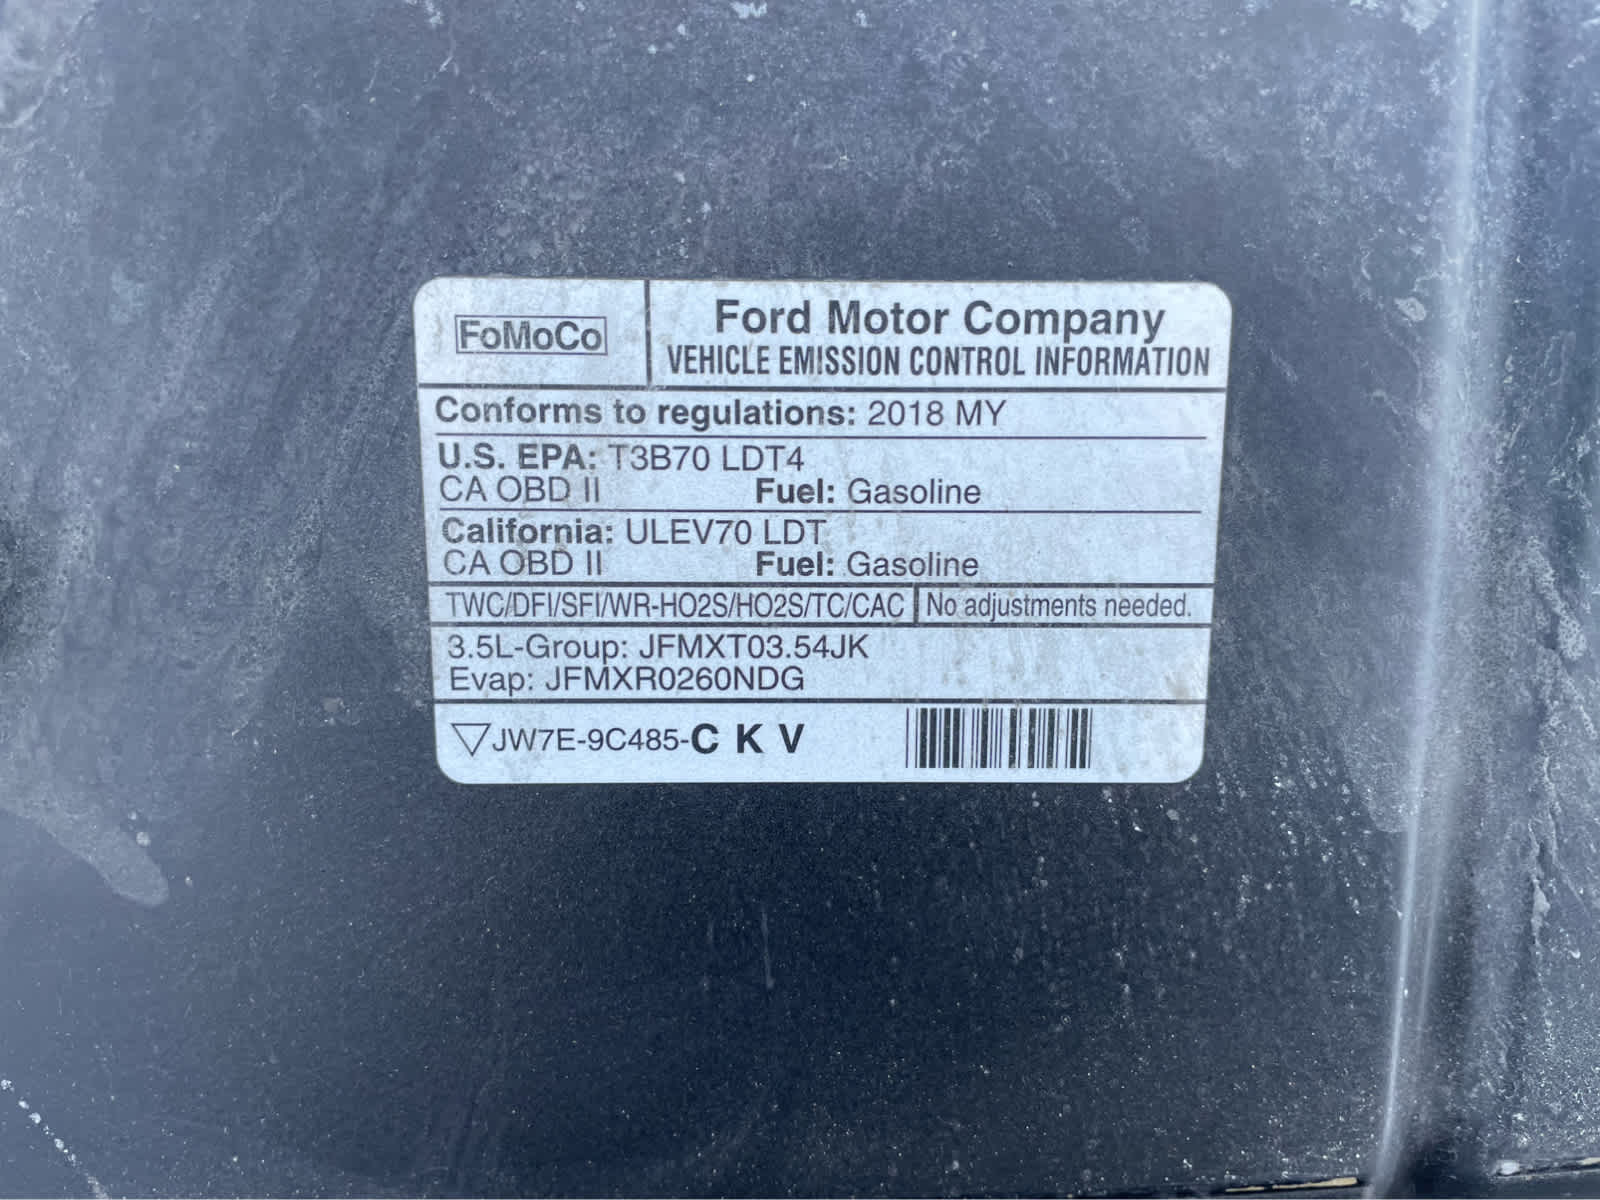 FoMoCo
Ford Motor Company
VEHICLE EMISSION CONTROL INFORMATION
Conforms to regulations: 2018 MY
U.S. EPA: T3B70 LDT4
CA OBD II Fuel: Gasoline
California: ULEV70 LDT
CA OBD II Fuel: Gasoline
TWC/DFI/SFI/WR-HO2S/HO2S/TC/CAC No adjustments needed.
3.5L-Group: JFMXT03.54JK
Evap: JFMXR0260NDG
JW7E-9C485-C K V